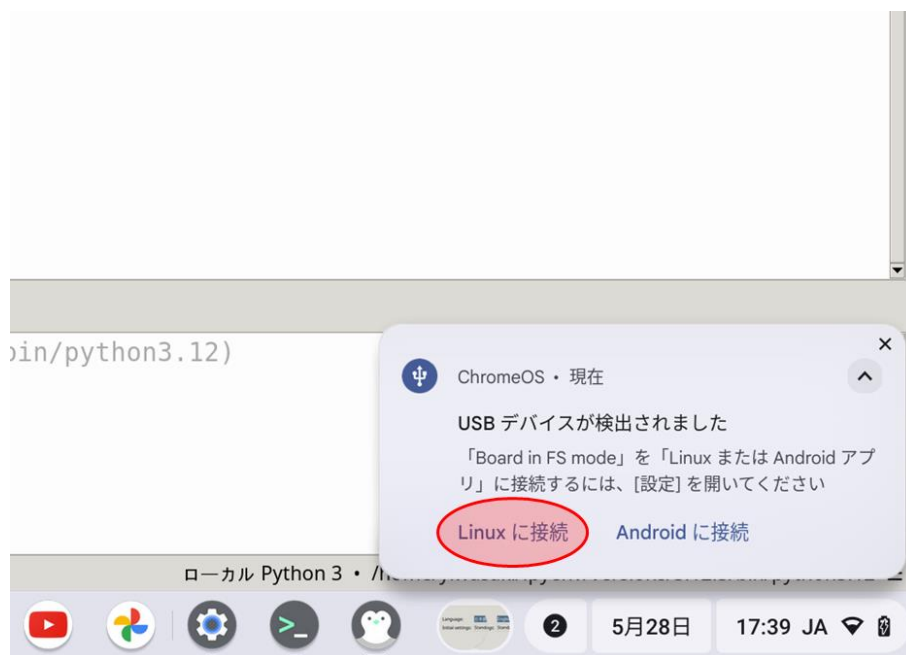 bin/python3.12)
ChromeOS • 現在
USB デバイスが検出されました
「Board in FS mode」を「Linux または Android アプ
リ」に接続するには、[設定] を開いてください
Linux に接続
Android に接続
ローカル Python 3 •
2
5月28日
17:39 JA